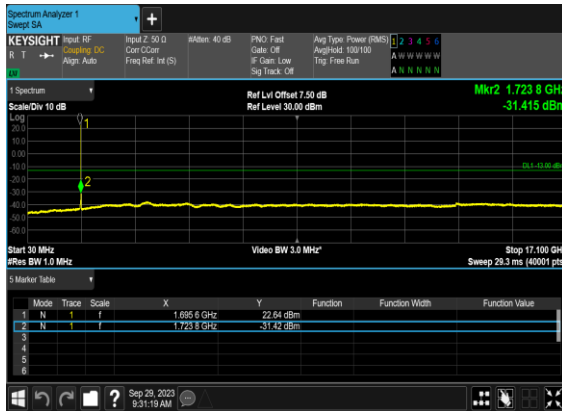 Spectrum Analyzer 1
Swept SA
+
KEYSIGHT Input: RF Input Z: 50 Ω #Atten: 40 dB PNO: Fast Avg Type: Power (RMS) 1 2 3 4 5 6
R T Coupling: DC Corr CCorr Gate: Off Avg|Hold: 100/100 A W W W W W
Align: Auto Freq Ref: Int (S) IF Gain: Low Trig: Free Run
Sig Track: Off A N N N N N
1 Spectrum
Ref Lvl Offset 7.50 dB Mkr2 1.723 8 GHz
Scale/Div 10 dB Ref Level 30.00 dBm -31.415 dBm
Log
1
20.0
10.0
0.00
-10.0 DL1 -13.00 dBm
-20.0
2
-30.0
-40.0
-50.0
-60.0
Start 30 MHz Video BW 3.0 MHz* Stop 17.100 GHz
#Res BW 1.0 MHz Sweep 29.3 ms (40001 pts)
5 Marker Table
Mode Trace Scale X Y Function Function Width Function Value
1 N 1 f 1.695 6 GHz 22.64 dBm
2 N 1 f 1.723 8 GHz -31.42 dBm
3
4
5
6
? Sep 29, 2023
9:31:19 AM